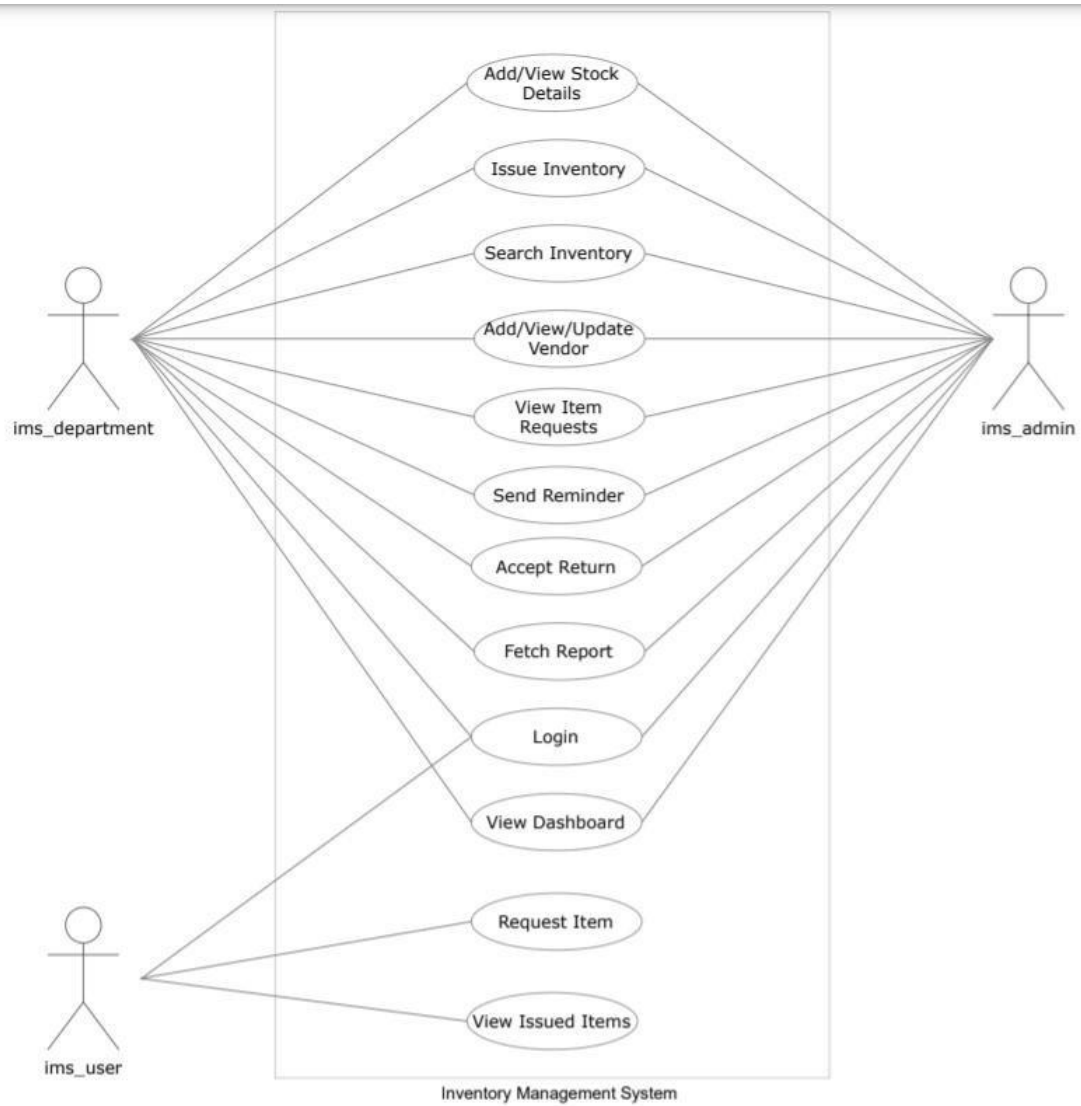 Add/View Stock
Details
Issue Inventory
Search Inventory
Add/View/Update
Vendor
View Item
Requests
ims_department
ims_admin
Send Reminder
Accept Return
Fetch Report
Login
View Dashboard
Request Item
View Issued Items
ims_user
Inventory Management System